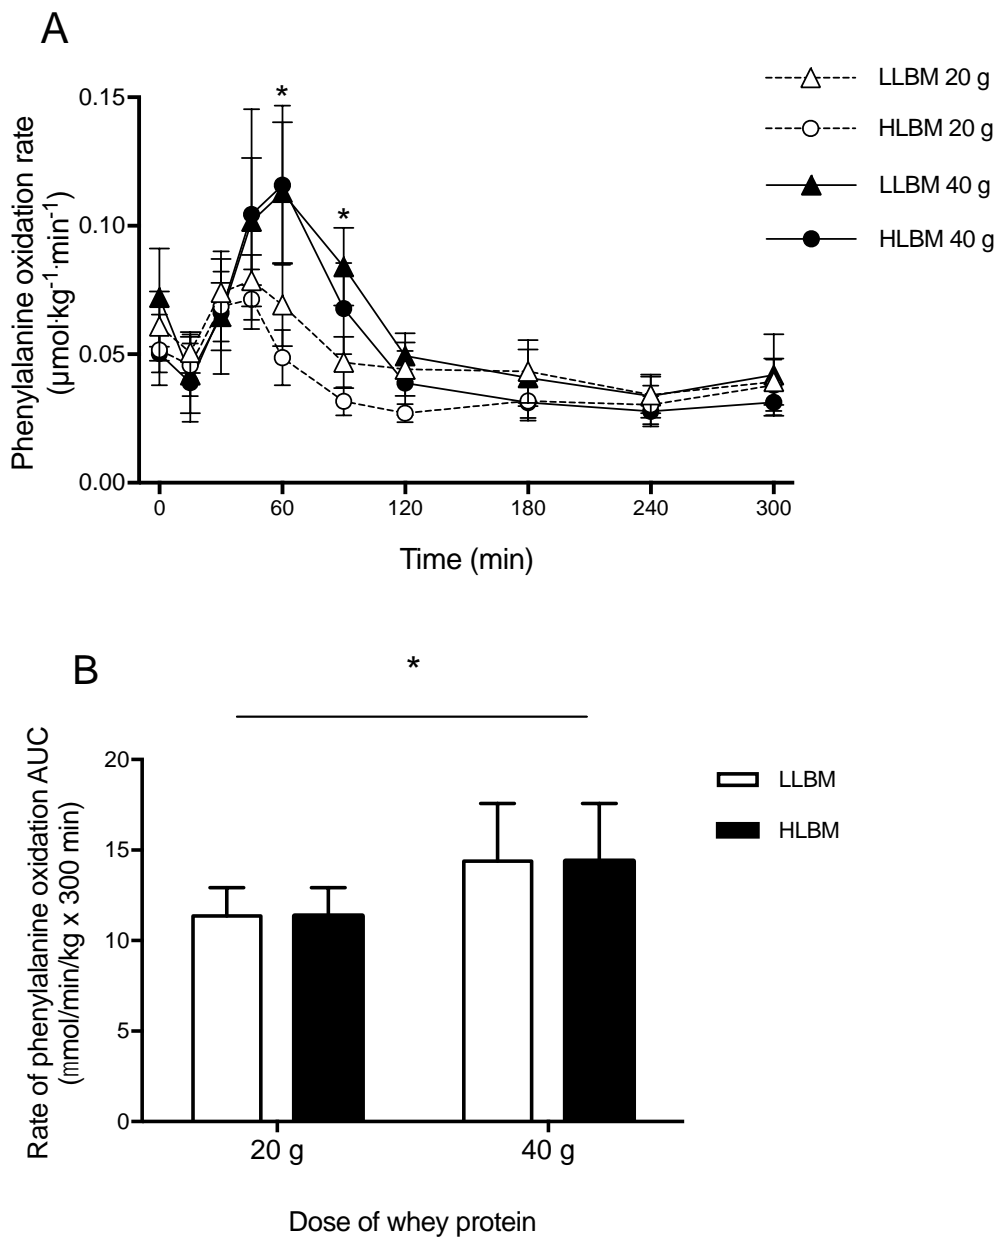 A
LLBM 20 g
HLBM 20 g
LLBM 40 g
HLBM 40 g
Phenylalanine oxidation rate
(μmol·kg⁻¹·min⁻¹)
0.15
0.10
0.05
0.00
*
*
0 60 120 180 240 300
Time (min)
B
*
LLBM
HLBM
Rate of phenylalanine oxidation AUC
(mmol/min/kg x 300 min)
20
15
10
5
0
20 g 40 g
Dose of whey protein